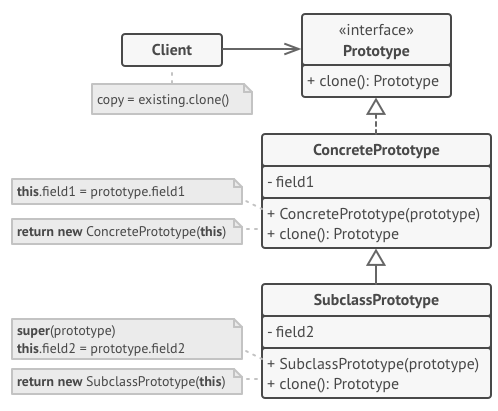 Client
copy = existing.clone()
«interface»
Prototype
+ clone(): Prototype
ConcretePrototype
- field1
this.field1 = prototype.field1
+ ConcretePrototype(prototype)
return new ConcretePrototype(this)
+ clone(): Prototype
SubclassPrototype
- field2
super(prototype)
this.field2 = prototype.field2
+ SubclassPrototype(prototype)
return new SubclassPrototype(this)
+ clone(): Prototype